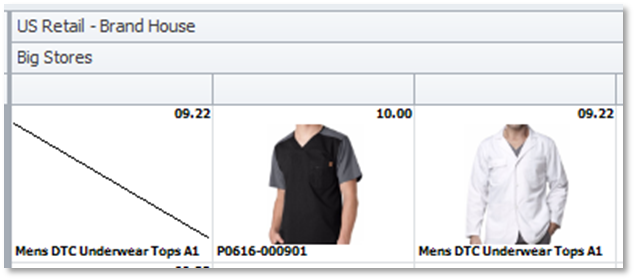 US Retail - Brand House
Big Stores
09.22 10.00 09.22
Mens DTC Underwear Tops A1 P0616-000901 Mens DTC Underwear Tops A1